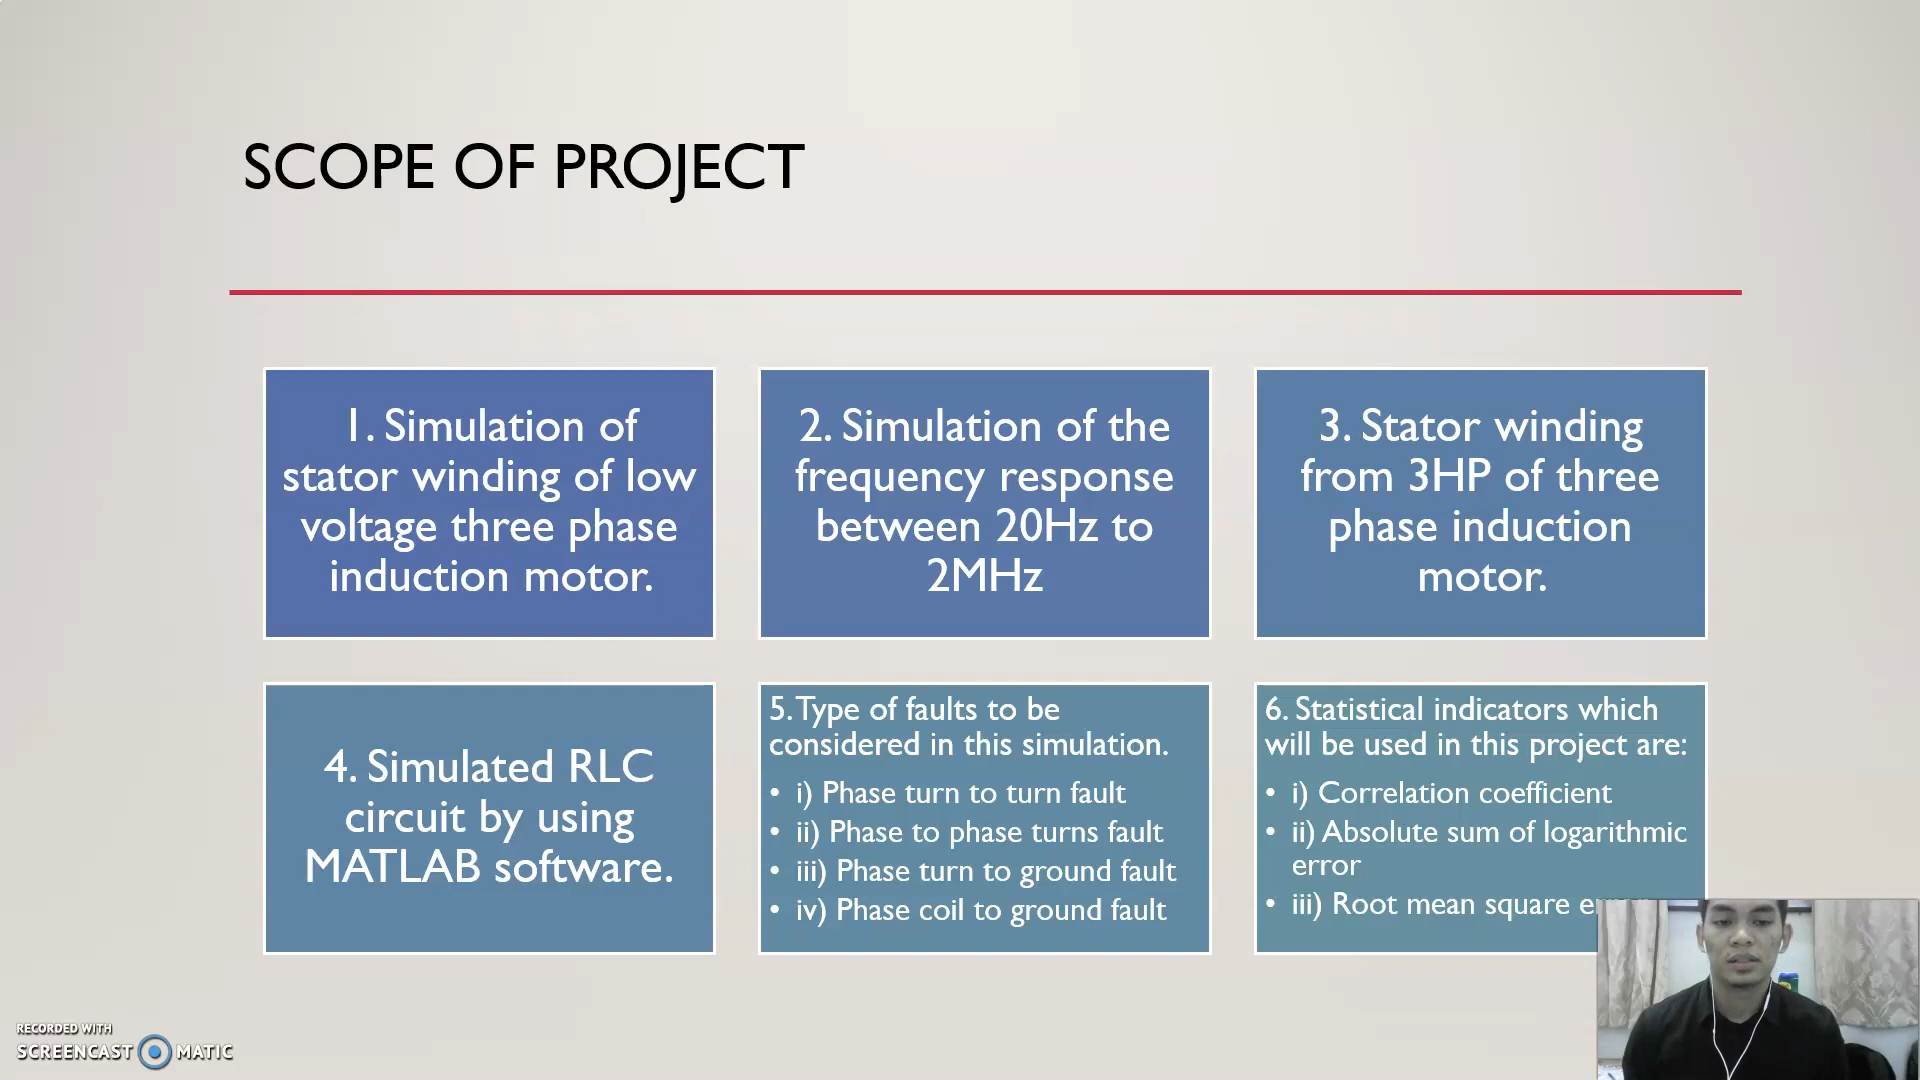 SCOPE OF PROJECT
1. Simulation of
stator winding of low
voltage three phase
induction motor.
2. Simulation of the
frequency response
between 20Hz to
2MHz
3. Stator winding
from 3HP of three
phase induction
motor.
4. Simulated RLC
circuit by using
MATLAB software.
5. Type of faults to be
considered in this simulation.
• i) Phase turn to turn fault
• ii) Phase to phase turns fault
• iii) Phase turn to ground fault
• iv) Phase coil to ground fault
6. Statistical indicators which
will be used in this project are:
• i) Correlation coefficient
• ii) Absolute sum of logarithmic
error
• iii) Root mean square
RECORDED WITH
SCREENCAST MATIC